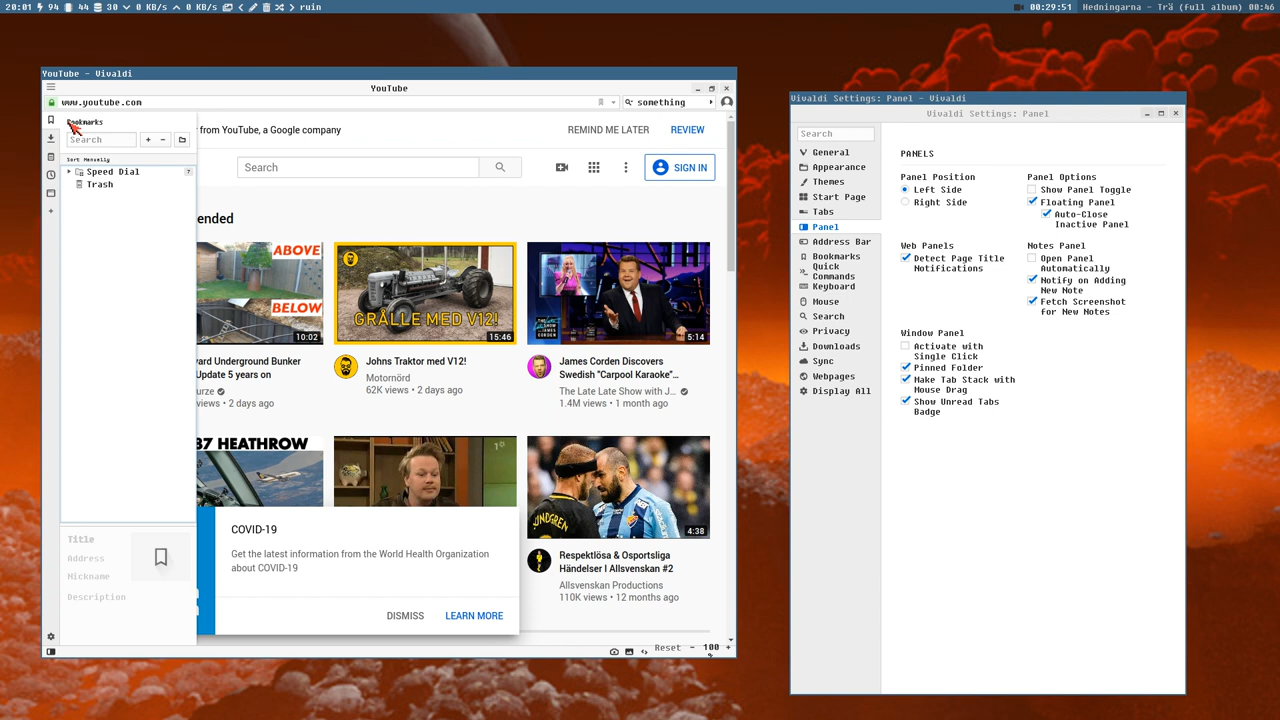 20:01 94 44 30 0 KB/s 0 KB/s ruin
00:29:51 Hedningarna – Trä (full album) 00:46
YouTube - Vivaldi
YouTube
www.youtube.com
something
Bookmarks
Search
Sort Manually
Speed Dial
?
Trash
Title
Address
Nickname
Description
from YouTube, a Google company
REMIND ME LATER
REVIEW
Search
SIGN IN
ended
ABOVE
BELOW
10:02
GRÅLLE MED V12!
15:46
5:14
ard Underground Bunker
Update 5 years on
urze
views • 2 days ago
Johns Traktor med V12!
Motornörd
62K views • 2 days ago
James Corden Discovers
Swedish "Carpool Karaoke"...
The Late Late Show with J...
1.4M views • 1 month ago
37 HEATHROW
1°
UNDGREN
4:38
COVID-19
Get the latest information from the World Health Organization
about COVID-19
DISMISS
LEARN MORE
Respektlösa & Osportsliga
Händelser I Allsvenskan #2
Allsvenskan Productions
110K views • 12 months ago
Reset - 100 % +
Vivaldi Settings: Panel - Vivaldi
Vivaldi Settings: Panel
Search
General
Appearance
Themes
Start Page
Tabs
Panel
Address Bar
Bookmarks
Quick
Commands
Keyboard
Mouse
Search
Privacy
Downloads
Sync
Webpages
Display All
PANELS
Panel Position
Left Side
Right Side
Panel Options
Show Panel Toggle
Floating Panel
Auto-Close
Inactive Panel
Web Panels
Detect Page Title
Notifications
Notes Panel
Open Panel
Automatically
Notify on Adding
New Note
Fetch Screenshot
for New Notes
Window Panel
Activate with
Single Click
Pinned Folder
Make Tab Stack with
Mouse Drag
Show Unread Tabs
Badge